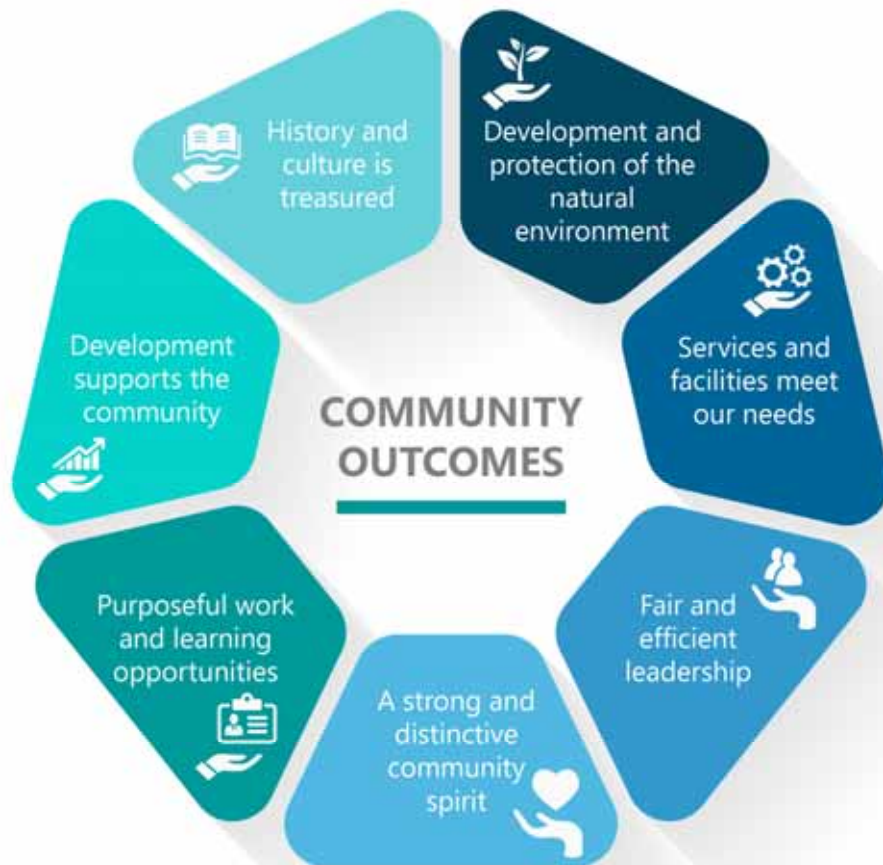 History and
culture is
treasured
Development and
protection of the
natural
environment
Services and
facilities meet
our needs
Fair and
efficient
leadership
A strong and
distinctive
community
spirit
Purposeful work
and learning
opportunities
Development
supports the
community
COMMUNITY
OUTCOMES